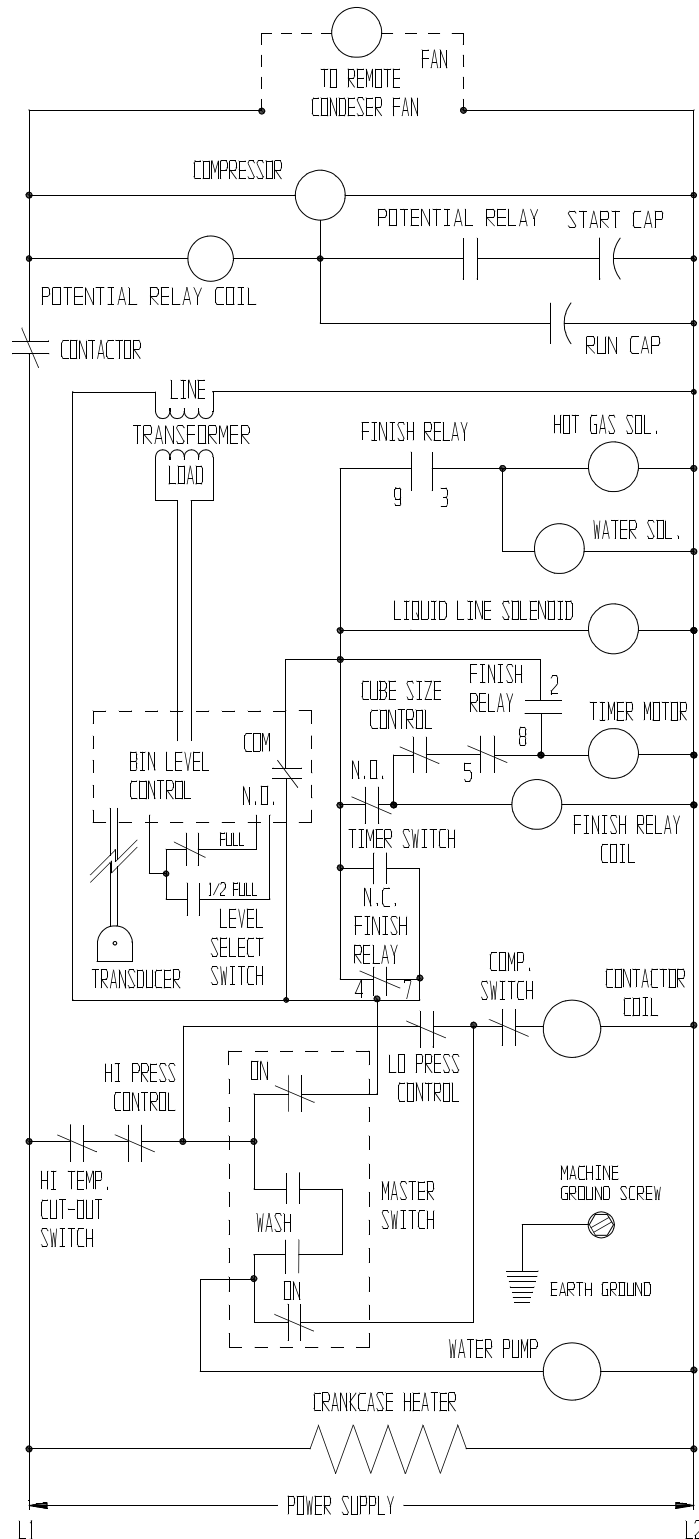 FAN
TO REMOTE
CONDESER FAN
COMPRESSOR
POTENTIAL RELAY
START CAP
POTENTIAL RELAY COIL
RUN CAP
CONTACTOR
LINE
TRANSFORMER
LOAD
FINISH RELAY
9 3
HOT GAS SOL.
WATER SOL.
LIQUID LINE SOLENOID
CUBE SIZE
CONTROL
FINISH
RELAY
2
8
5
TIMER MOTOR
BIN LEVEL
CONTROL
COM
N.O.
N.O.
TIMER SWITCH
FINISH RELAY
COIL
FULL
1/2 FULL
LEVEL
SELECT
SWITCH
TRANSDUCER
N.C.
FINISH
RELAY
4 7
COMP.
SWITCH
CONTACTOR
COIL
LO PRESS
CONTROL
HI PRESS
CONTROL
ON
HI TEMP.
CUT-OUT
SWITCH
WASH
MASTER
SWITCH
ON
MACHINE
GROUND SCREW
EARTH GROUND
WATER PUMP
CRANKCASE HEATER
POWER SUPPLY
L1
L2